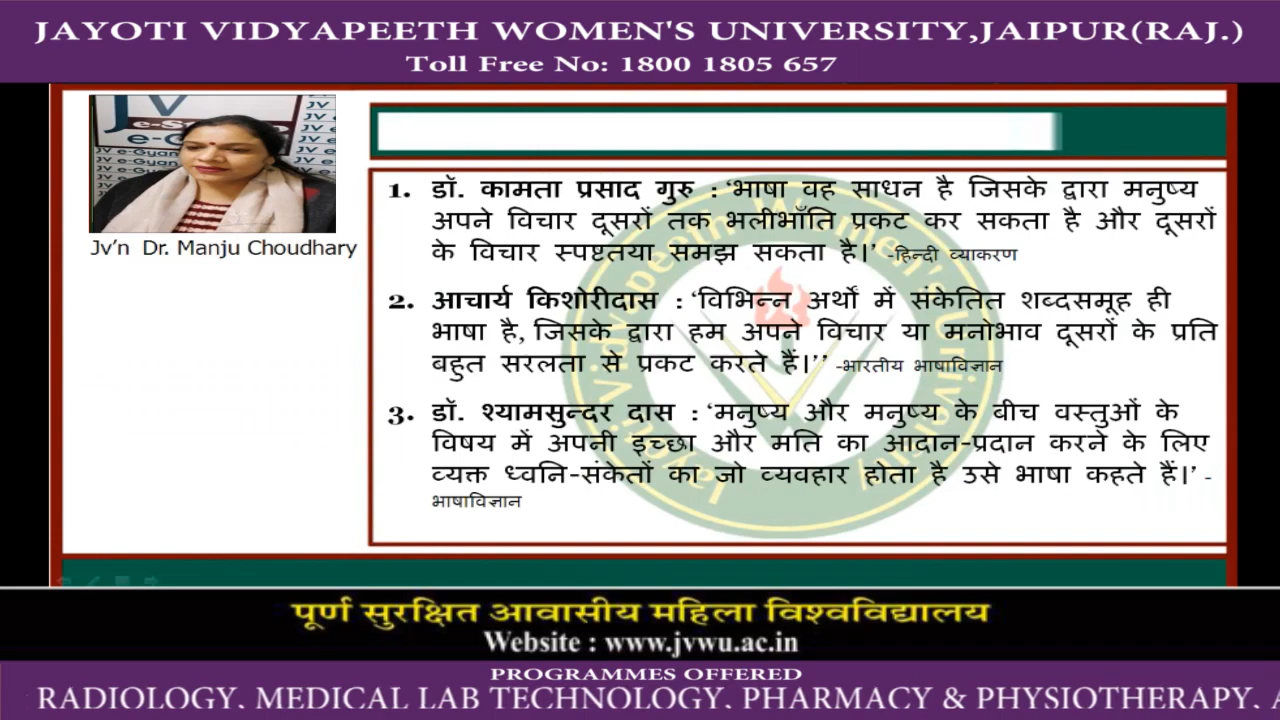 JAYOTI VIDYAPEETH WOMEN'S UNIVERSITY,JAIPUR(RAJ.)
Toll Free No: 1800 1805 657
Jv'n Dr. Manju Choudhary
1. डॉ. कामता प्रसाद गुरु : 'भाषा वह साधन है जिसके द्वारा मनुष्य
अपने विचार दूसरों तक भलीभाँति प्रकट कर सकता है और दूसरों
के विचार स्पष्टतया समझ सकता है।' -हिन्दी व्याकरण
2. आचार्य किशोरीदास : 'विभिन्न अर्थों में संकेतित शब्दसमूह ही
भाषा है, जिसके द्वारा हम अपने विचार या मनोभाव दूसरों के प्रति
बहुत सरलता से प्रकट करते हैं।'' -भारतीय भाषाविज्ञान
3. डॉ. श्यामसुन्दर दास : 'मनुष्य और मनुष्य के बीच वस्तुओं के
विषय में अपनी इच्छा और मति का आदान-प्रदान करने के लिए
व्यक्त ध्वनि-संकेतों का जो व्यवहार होता है उसे भाषा कहते हैं।' -
भाषाविज्ञान
पूर्ण सुरक्षित आवासीय महिला विश्वविद्यालय
Website : www.jvwu.ac.in
PROGRAMMES OFFERED
RADIOLOGY, MEDICAL LAB TECHNOLOGY, PHARMACY & PHYSIOTHERAPY,